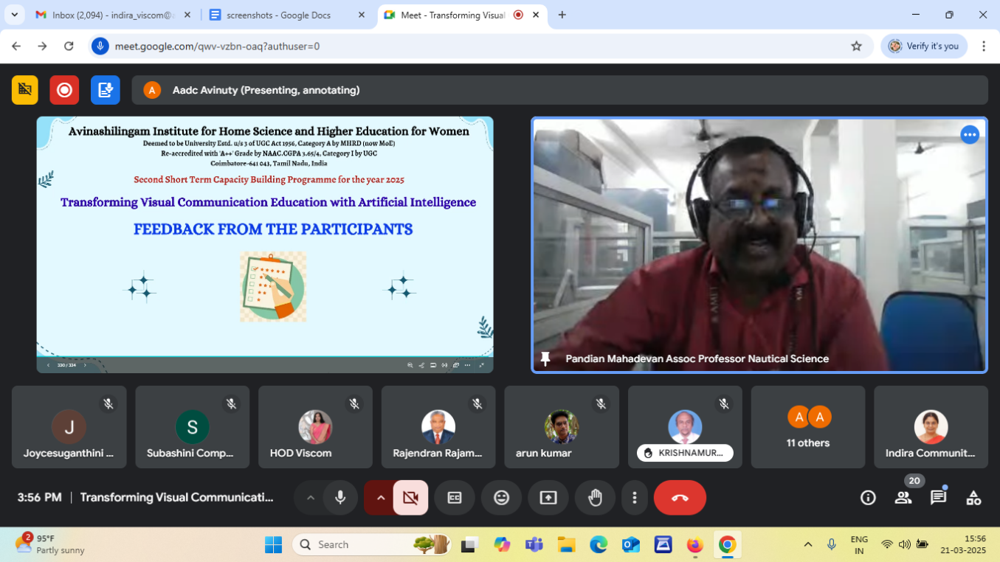 Inbox (2,094) - indira_viscom@
screenshots - Google Docs
Meet - Transforming Visual
meet.google.com/qwv-vzbn-oaq?authuser=0
Verify it's you
A
Aadc Avinuty (Presenting, annotating)
Avinashilingam Institute for Home Science and Higher Education for Women
Deemed to be University Estd. u/s 3 of UGC Act 1956, Category A by MHRD (now MoE)
Re-accredited with 'A++' Grade by NAAC.CGPA 3.65/4, Category I by UGC
Coimbatore-641 043, Tamil Nadu, India
Second Short Term Capacity Building Programme for the year 2025
Transforming Visual Communication Education with Artificial Intelligence
FEEDBACK FROM THE PARTICIPANTS
330 / 334
Pandian Mahadevan Assoc Professor Nautical Science
J
Joycesuganthini ...
S
Subashini Comp...
HOD Viscom
Rajendran Rajam...
arun kumar
KRISHNAMUR...
A A
11 others
Indira Communit...
3:56 PM | Transforming Visual Communicati...
CC
20
2
95°F
Partly sunny
Search
ENG
IN
15:56
21-03-2025